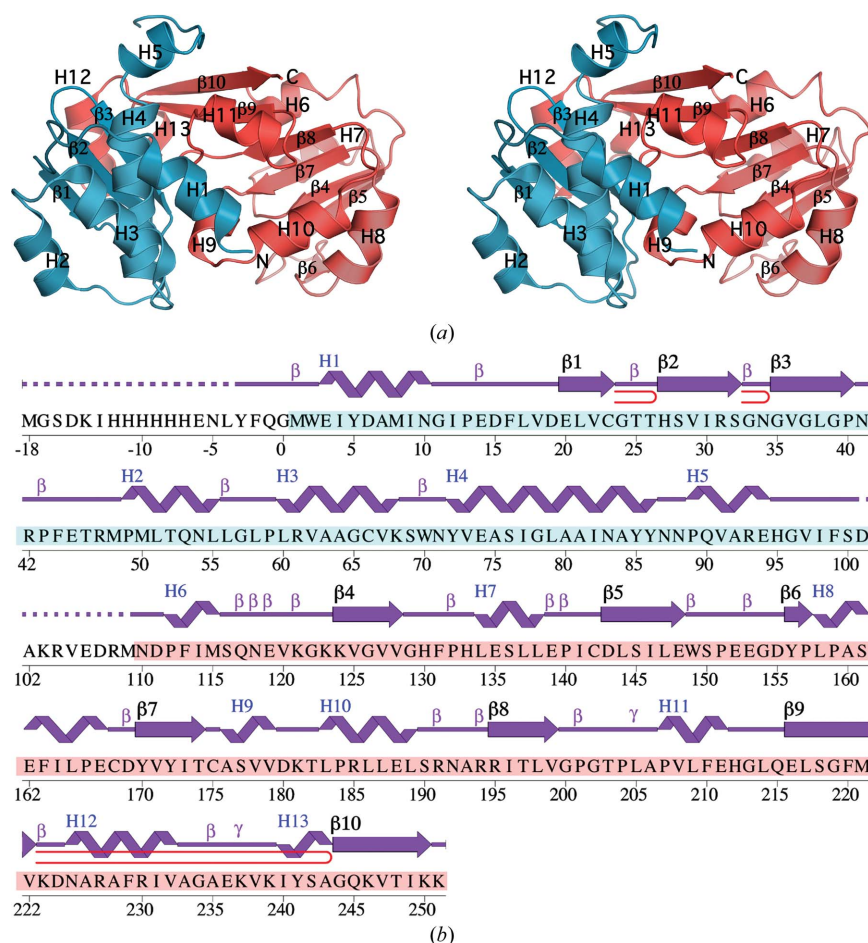 H5 H5
H12 β10 C H12 β10 C
β3 H4 H11 β9 H6 β3 H4 H11 β9 H6
H13 H7 H13 H7
β2 β8 β2 β8
β1 H1 β7 β4 β5 β1 H1 β7 β4 β5
H3 H9 H10 H8 H3 H9 H10 H8
H2 N β6 H2 N β6
(a)
β H1 β β1 β β2 β β3
MGSDKIHHHHHHENLYFQGMWEIYDAMINGIPEDFLVDELVCGTTHSVIRSGNGVGLGPN
-18 -15 -10 -5 0 5 10 15 20 25 30 35 40
β H2 β H3 β H4 H5
RPFETRMPMLTQNLLGLPLRVAAGCVKSWNYVEASIGLAAINAYYNNPQVAREHGVIFSD
42 45 50 55 60 65 70 75 80 85 90 95 100
H6 β β β β β4 β H7 β β β5 β β β6 H8
AKRVEDRMNDPFIMSQNEVKGKKVGVVGHFPHLESLLEPICDLSILEWSPEEGDYPLPAS
102 105 110 115 120 125 130 135 140 145 150 155 160
β β7 H9 H10 β β β8 β γ H11 β9
EFILPECDYVYITCASVVDKTLPRLLELSRNARRITLVGPGTPLAPVLFEHGLQELSGFM
162 165 170 175 180 185 190 195 200 205 210 215 220
β H12 β γ H13 β10
VKDNARAFRIVAGAEKVKIYSAGQKVTIKK
222 225 230 235 240 245 250
(b)